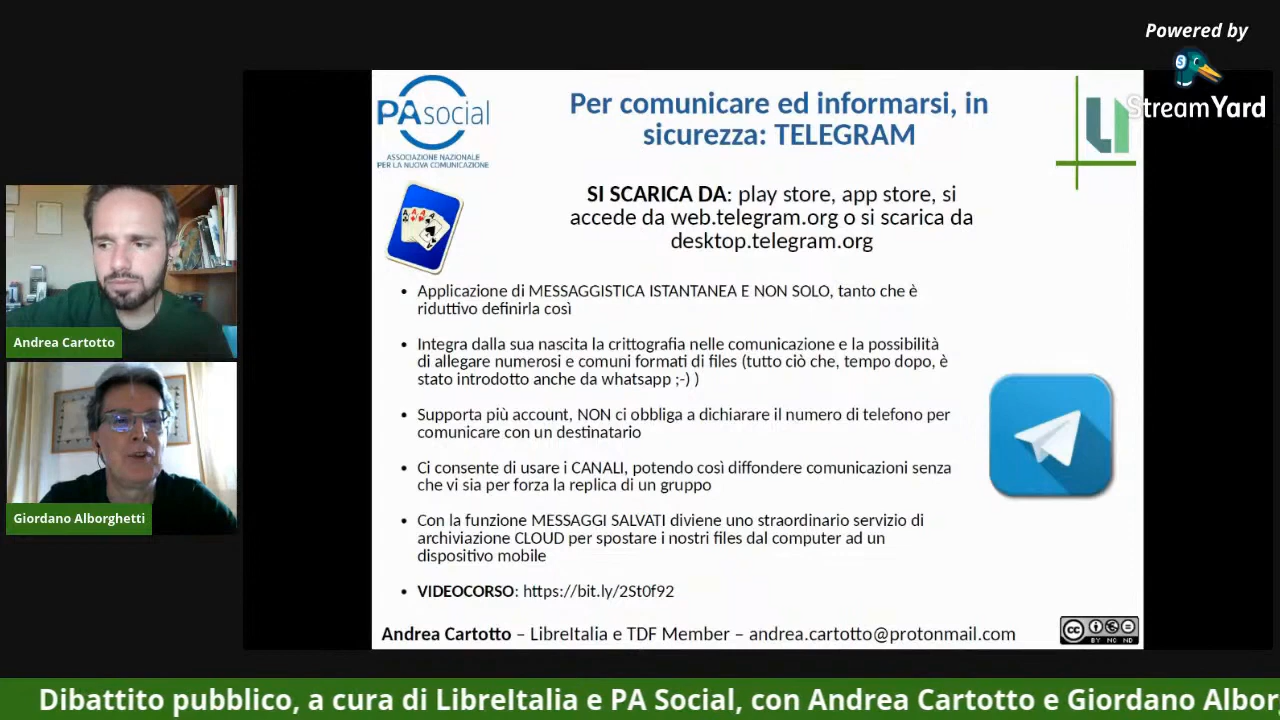 Powered by
StreamYard
PAsocial
ASSOCIAZIONE NAZIONALE
PER LA NUOVA COMUNICAZIONE
Per comunicare ed informarsi, in
sicurezza: TELEGRAM
LI
SI SCARICA DA: play store, app store, si
accede da web.telegram.org o si scarica da
desktop.telegram.org
• Applicazione di MESSAGGISTICA ISTANTANEA E NON SOLO, tanto che è
riduttivo definirla così
• Integra dalla sua nascita la crittografia nelle comunicazione e la possibilità
di allegare numerosi e comuni formati di files (tutto ciò che, tempo dopo, è
stato introdotto anche da whatsapp ;-) )
• Supporta più account, NON ci obbliga a dichiarare il numero di telefono per
comunicare con un destinatario
• Ci consente di usare i CANALI, potendo così diffondere comunicazioni senza
che vi sia per forza la replica di un gruppo
• Con la funzione MESSAGGI SALVATI diviene uno straordinario servizio di
archiviazione CLOUD per spostare i nostri files dal computer ad un
dispositivo mobile
• VIDEOCORSO: https://bit.ly/2St0f92
Andrea Cartotto – LibreItalia e TDF Member – andrea.cartotto@protonmail.com
cc BY NC ND
Andrea Cartotto
Giordano Alborghetti
Dibattito pubblico, a cura di LibreItalia e PA Social, con Andrea Cartotto e Giordano Albor